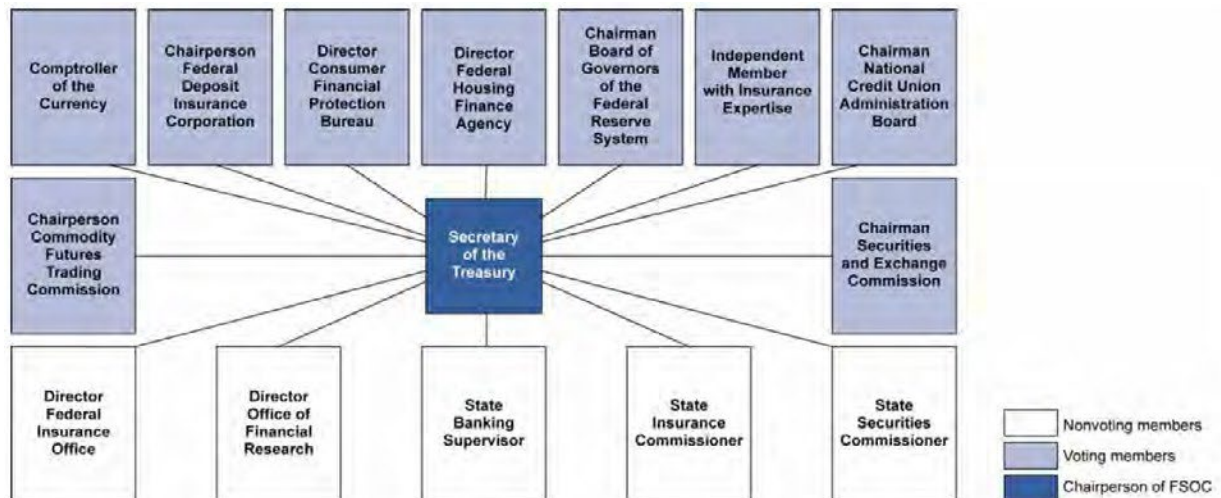 Comptroller
of the
Currency
Chairperson
Federal
Deposit
Insurance
Corporation
Director
Consumer
Financial
Protection
Bureau
Director
Federal
Housing
Finance
Agency
Chairman
Board of
Governors
of the
Federal
Reserve
System
Independent
Member
with Insurance
Expertise
Chairman
National
Credit Union
Administration
Board
Chairperson
Commodity
Futures
Trading
Commission
Secretary
of the
Treasury
Chairman
Securities
and Exchange
Commission
Director
Federal
Insurance
Office
Director
Office of
Financial
Research
State
Banking
Supervisor
State
Insurance
Commissioner
State
Securities
Commissioner
Nonvoting members
Voting members
Chairperson of FSOC